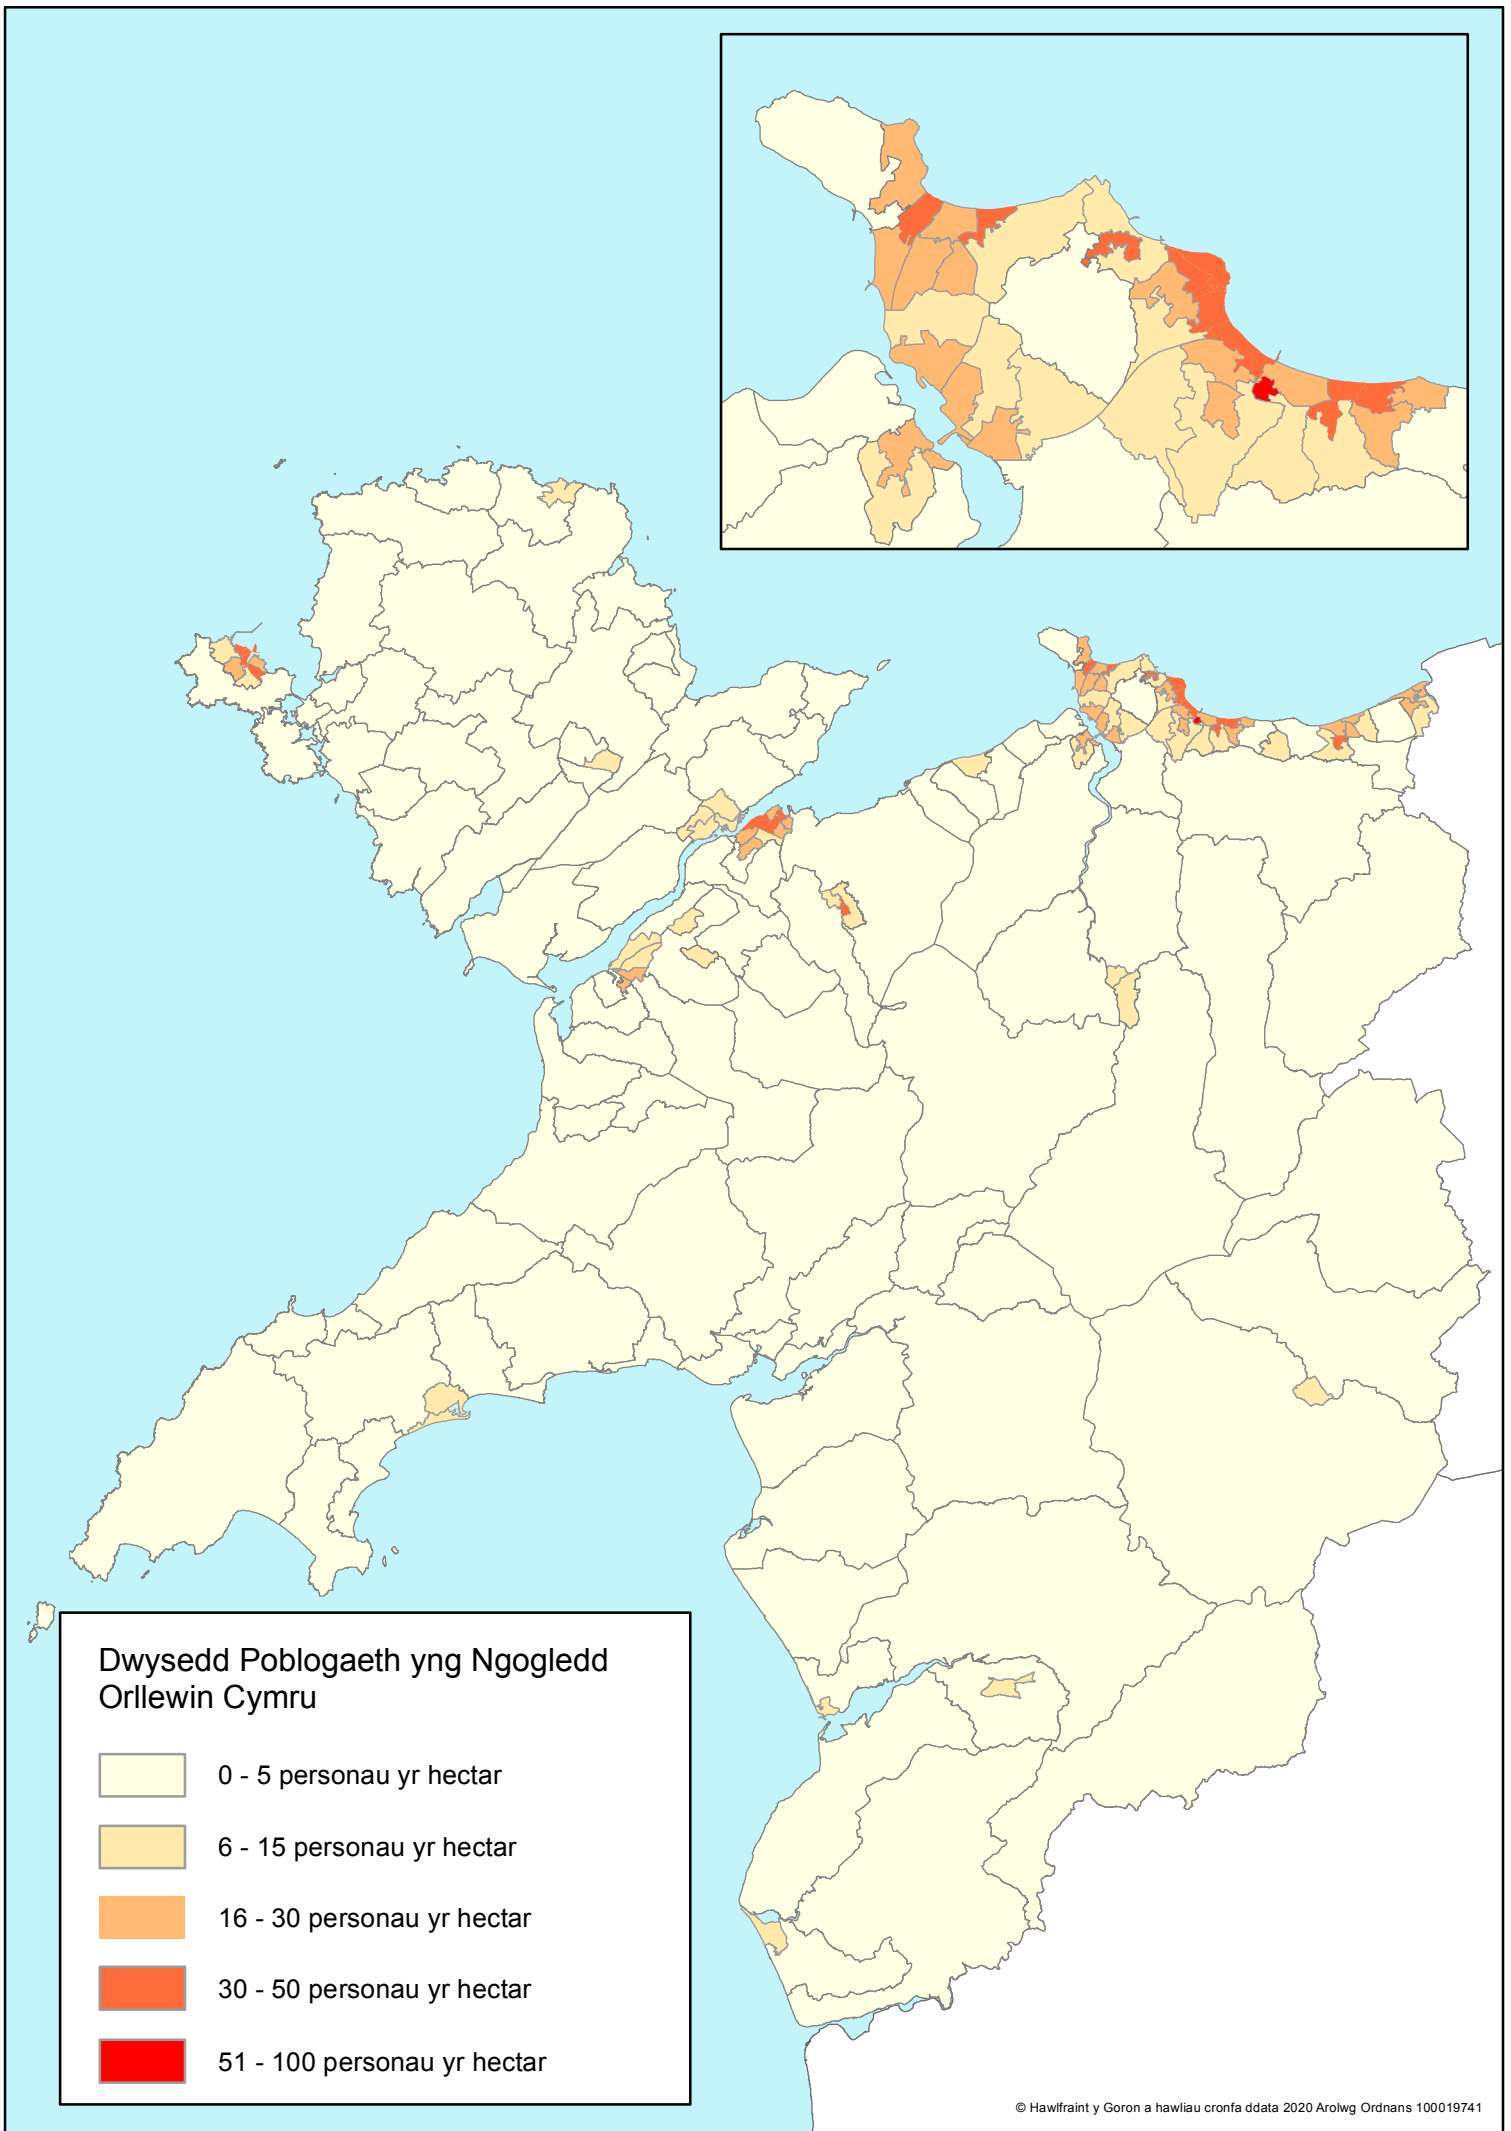 Dwysedd Poblogaeth yng Ngogledd
Orllewin Cymru
0 - 5 personau yr hectar
6 - 15 personau yr hectar
16 - 30 personau yr hectar
30 - 50 personau yr hectar
51 - 100 personau yr hectar
© Hawlfraint y Goron a hawliau cronfa ddata 2020 Arolwg Ordnans 100019741